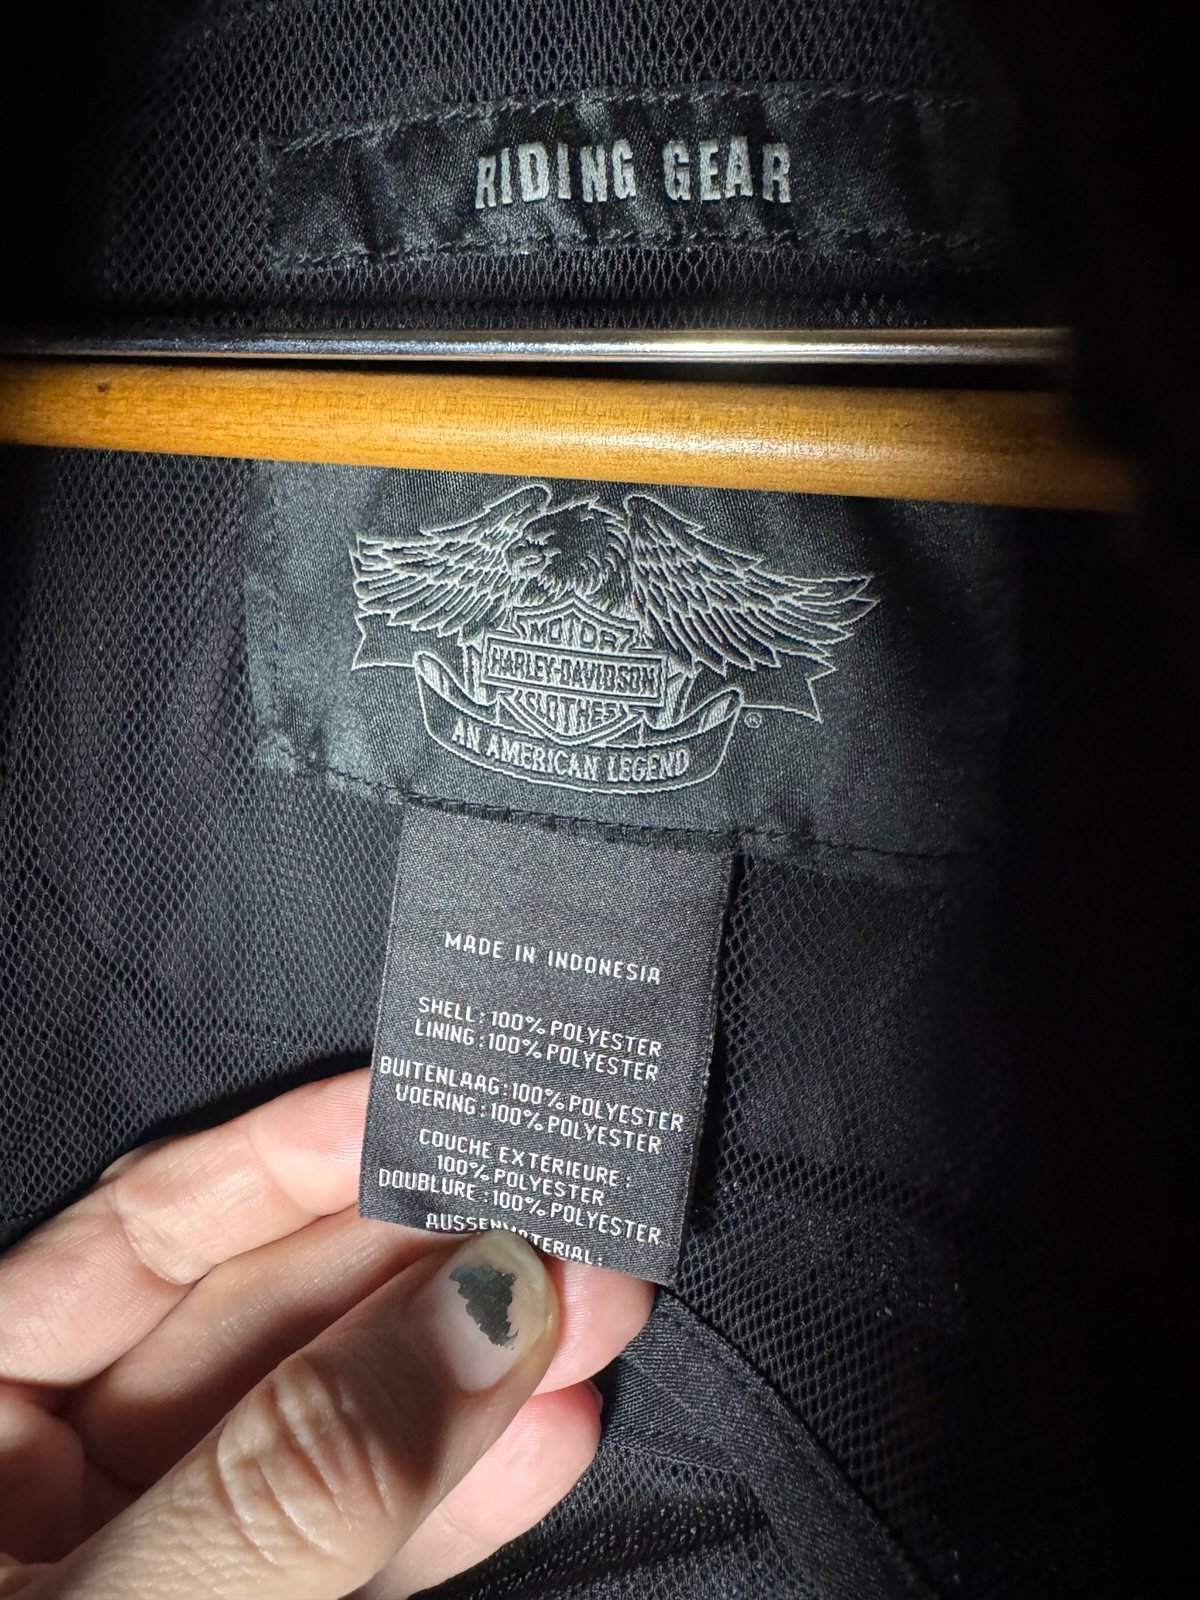 RIDING GEAR
MOTOR
HARLEY-DAVIDSON
CLOTHES
®
AN AMERICAN LEGEND
MADE IN INDONESIA
SHELL:100% POLYESTER
LINING:100% POLYESTER
BUITENLAAG:100% POLYESTER
VOERING:100% POLYESTER
COUCHE EXTÉRIEURE:
100% POLYESTER
DOUBLURE:100% POLYESTER
AUSSENMATERIAL: